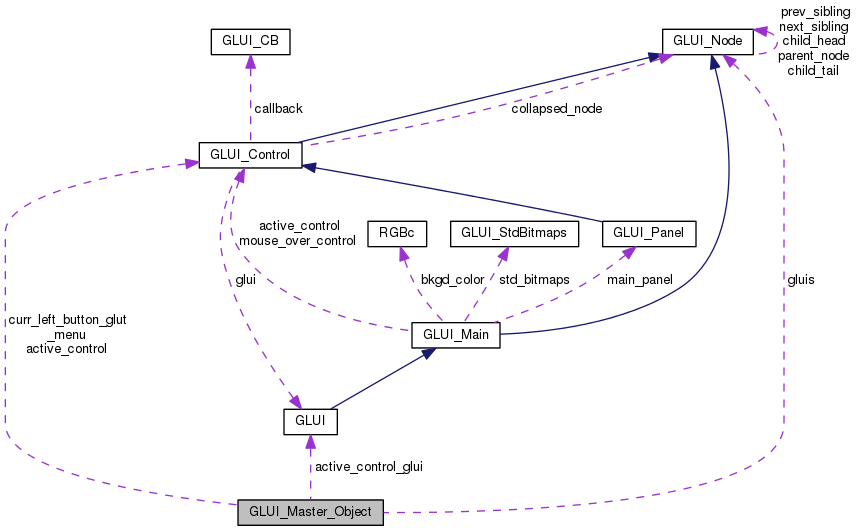 prev_sibling
next_sibling
child_head
parent_node
child_tail
GLUI_CB
GLUI_Node
callback
collapsed_node
GLUI_Control
active_control
mouse_over_control
RGBc
GLUI_StdBitmaps
GLUI_Panel
glui
bkgd_color
std_bitmaps
main_panel
gluis
curr_left_button_glut
_menu
active_control
GLUI_Main
GLUI
active_control_glui
GLUI_Master_Object